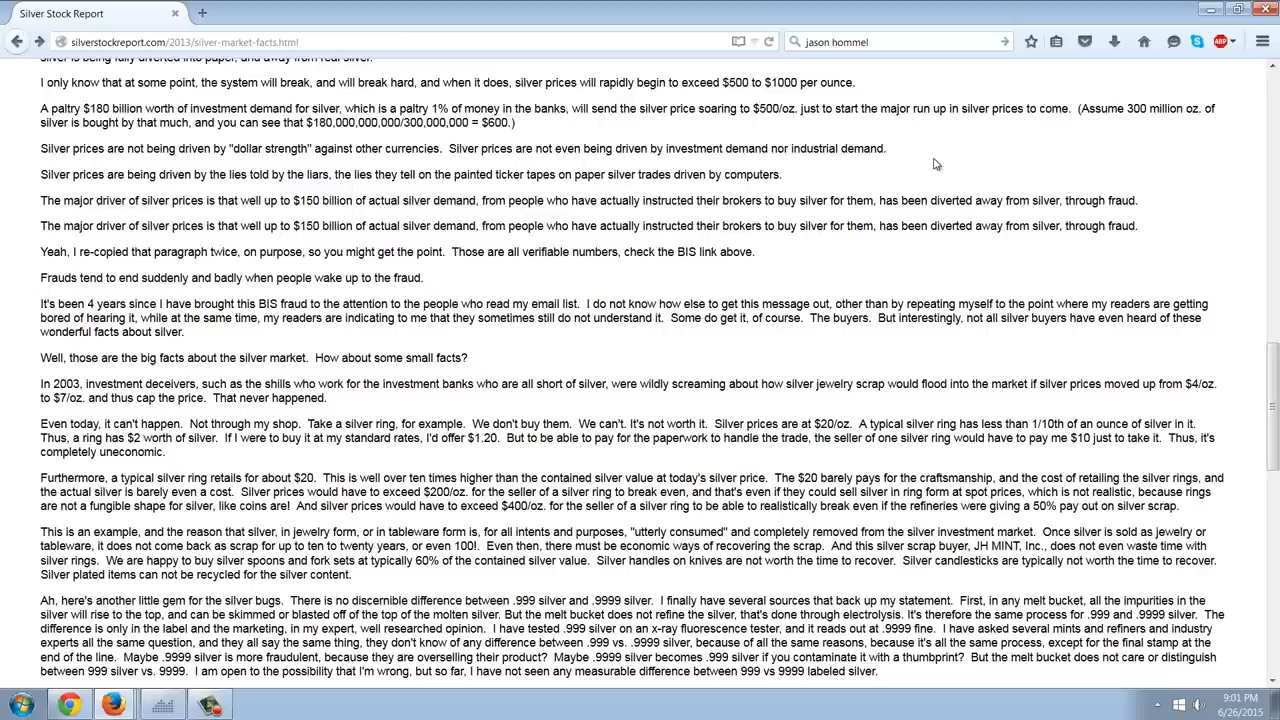 Silver Stock Report
silverstockreport.com/2013/silver-market-facts.html
jason hommel
ABP
silver is being fully diverted into paper, and away from real silver.
I only know that at some point, the system will break, and will break hard, and when it does, silver prices will rapidly begin to exceed $500 to $1000 per ounce.
A paltry $180 billion worth of investment demand for silver, which is a paltry 1% of money in the banks, will send the silver price soaring to $500/oz. just to start the major run up in silver prices to come.  (Assume 300 million oz. of
silver is bought by that much, and you can see that $180,000,000,000/300,000,000 = $600.)
Silver prices are not being driven by "dollar strength" against other currencies.  Silver prices are not even being driven by investment demand nor industrial demand.
Silver prices are being driven by the lies told by the liars, the lies they tell on the painted ticker tapes on paper silver trades driven by computers.
The major driver of silver prices is that well up to $150 billion of actual silver demand, from people who have actually instructed their brokers to buy silver for them, has been diverted away from silver, through fraud.
The major driver of silver prices is that well up to $150 billion of actual silver demand, from people who have actually instructed their brokers to buy silver for them, has been diverted away from silver, through fraud.
Yeah, I re-copied that paragraph twice, on purpose, so you might get the point.  Those are all verifiable numbers, check the BIS link above.
Frauds tend to end suddenly and badly when people wake up to the fraud.
It's been 4 years since I have brought this BIS fraud to the attention to the people who read my email list.  I do not know how else to get this message out, other than by repeating myself to the point where my readers are getting
bored of hearing it, while at the same time, my readers are indicating to me that they sometimes still do not understand it.  Some do get it, of course.  The buyers.  But interestingly, not all silver buyers have even heard of these
wonderful facts about silver.
Well, those are the big facts about the silver market.  How about some small facts?
In 2003, investment deceivers, such as the shills who work for the investment banks who are all short of silver, were wildly screaming about how silver jewelry scrap would flood into the market if silver prices moved up from $4/oz.
to $7/oz. and thus cap the price.  That never happened.
Even today, it can't happen.  Not through my shop.  Take a silver ring, for example.  We don't buy them.  We can't. It's not worth it.  Silver prices are at $20/oz.  A typical silver ring has less than 1/10th of an ounce of silver in it.
Thus, a ring has $2 worth of silver.  If I were to buy it at my standard rates, I'd offer $1.20.  But to be able to pay for the paperwork to handle the trade, the seller of one silver ring would have to pay me $10 just to take it.  Thus, it's
completely uneconomic.
Furthermore, a typical silver ring retails for about $20.  This is well over ten times higher than the contained silver value at today's silver price.  The $20 barely pays for the craftsmanship, and the cost of retailing the silver rings, and
the actual silver is barely even a cost.  Silver prices would have to exceed $200/oz. for the seller of a silver ring to break even, and that's even if they could sell silver in ring form at spot prices, which is not realistic, because rings
are not a fungible shape for silver, like coins are!  And silver prices would have to exceed $400/oz. for the seller of a silver ring to be able to realistically break even if the refineries were giving a 50% pay out on silver scrap.
This is an example, and the reason that silver, in jewelry form, or in tableware form is, for all intents and purposes, "utterly consumed" and completely removed from the silver investment market.  Once silver is sold as jewelry or
tableware, it does not come back as scrap for up to ten to twenty years, or even 100!.  Even then, there must be economic ways of recovering the scrap.  And this silver scrap buyer, JH MINT, Inc., does not even waste time with
silver rings.  We are happy to buy silver spoons and fork sets at typically 60% of the contained silver value.  Silver handles on knives are not worth the time to recover.  Silver candlesticks are typically not worth the time to recover.
Silver plated items can not be recycled for the silver content.
Ah, here's another little gem for the silver bugs.  There is no discernible difference between .999 silver and .9999 silver.  I finally have several sources that back up my statement.  First, in any melt bucket, all the impurities in the
silver will rise to the top, and can be skimmed or blasted off of the top of the molten silver.  But the melt bucket does not refine the silver, that's done through electrolysis.  It's therefore the same process for .999 and .9999 silver.  The
difference is only in the label and the marketing, in my expert, well researched opinion.  I have tested .999 silver on an x-ray fluorescence tester, and it reads out at .9999 fine.  I have asked several mints and refiners and industry
experts all the same question, and they all say the same thing, they don't know of any difference between .999 vs. .9999 silver, because of all the same reasons, because it's all the same process, except for the final stamp at the
end of the line.  Maybe .9999 silver is more fraudulent, because they are overselling their product?  Maybe .9999 silver becomes .999 silver if you contaminate it with a thumbprint?  But the melt bucket does not care or distinguish
between 999 silver vs. 9999.  I am open to the possibility that I'm wrong, but so far, I have not seen any measurable difference between 999 vs 9999 labeled silver.
9:01 PM
6/26/2015